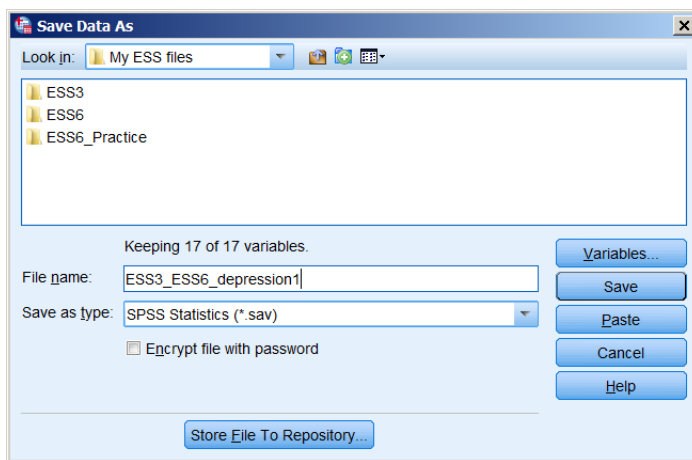 Save Data As
Look in: My ESS files
ESS3
ESS6
ESS6_Practice
Keeping 17 of 17 variables.
Variables...
File name: ESS3_ESS6_depression1
Save
Save as type: SPSS Statistics (*.sav)
Paste
Encrypt file with password
Cancel
Help
Store File To Repository...